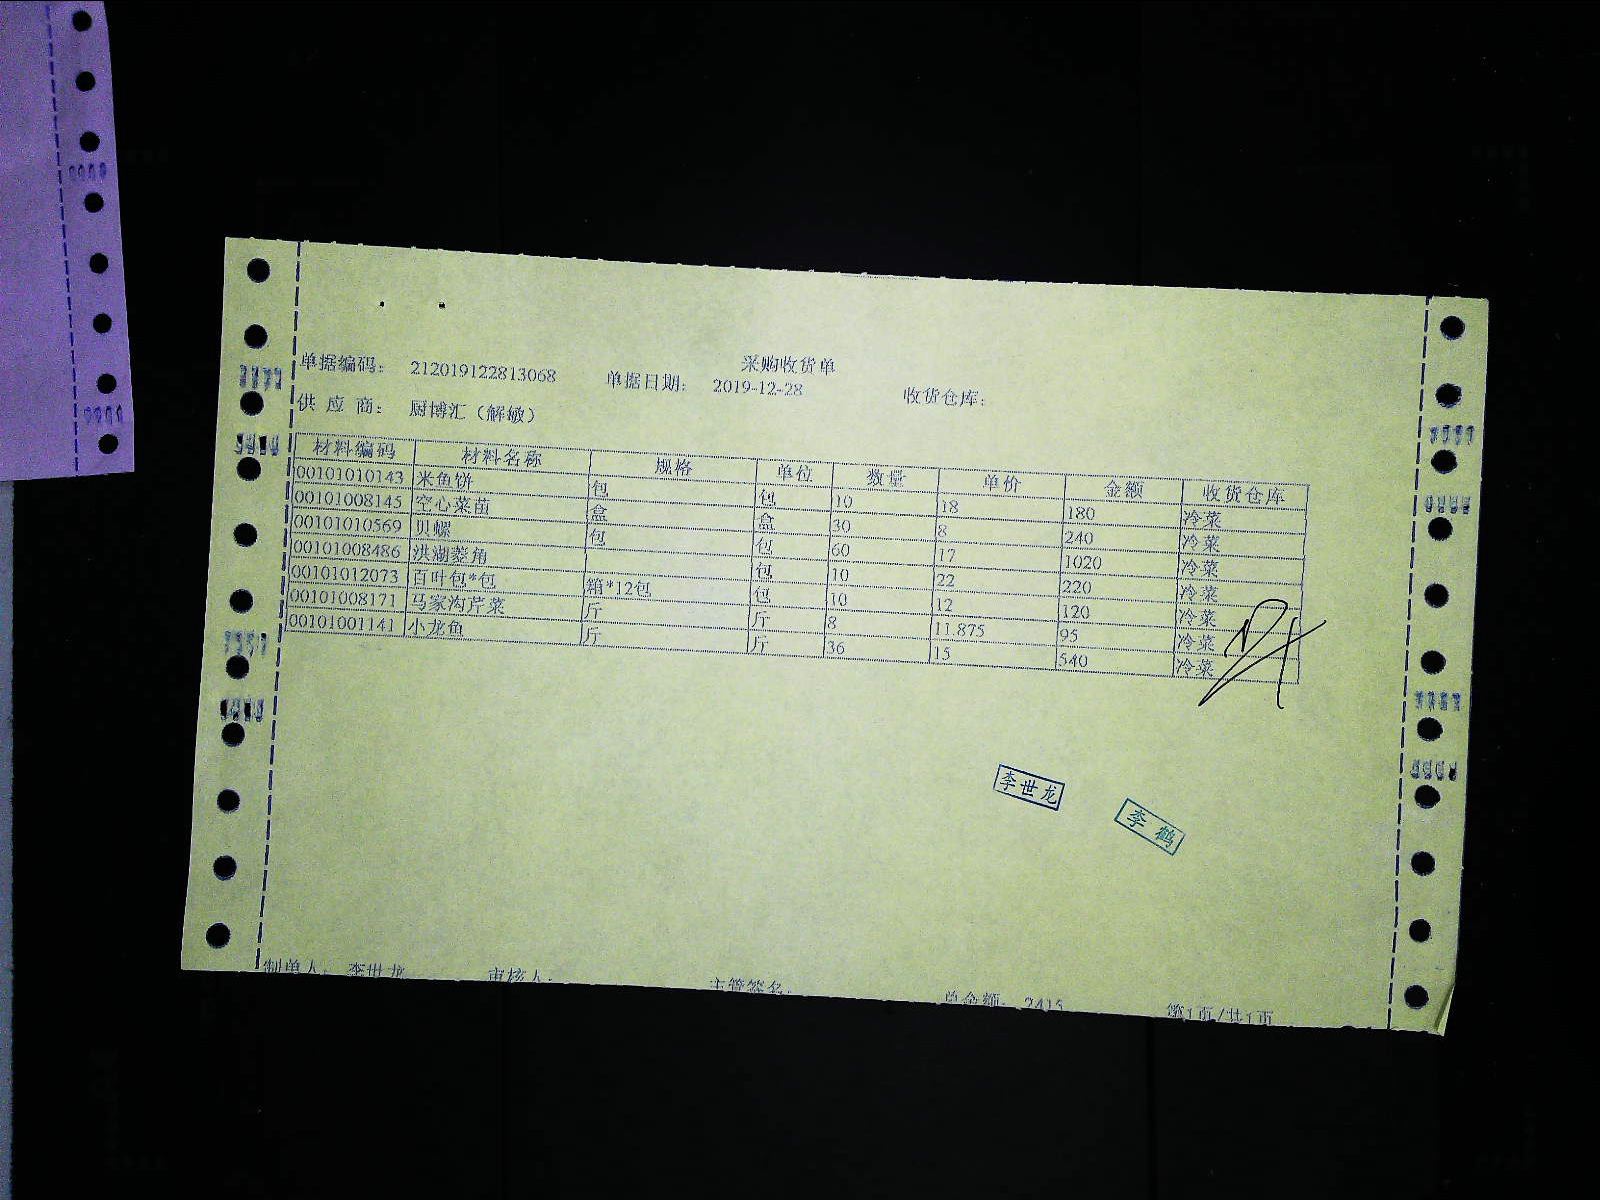 采购收货单
单据编码： 212019122813068 单据日期： 2019-12-28 收货仓库：
供 应 商： 厨博汇（解敏）
材料编码 材料名称 规格 单位 数量 单价 金额 收货仓库
00101010143 米鱼饼 包 包 10 18 180 冷菜
00101008145 空心菜苗 盒 盒 30 8 240 冷菜
00101010569 贝螺 包 包 60 17 1020 冷菜
00101008486 洪湖菱角 包 10 22 220 冷菜
00101012073 百叶包*包 箱*12包 包 10 12 120 冷菜
00101008171 马家沟芹菜 斤 斤 8 11.875 95 冷菜
00101001141 小龙鱼 斤 斤 36 15 540 冷菜
李世龙
李鹤
制单人： 李世龙 审核人： 主管签名： 总金额： 2415 第1页/共1页